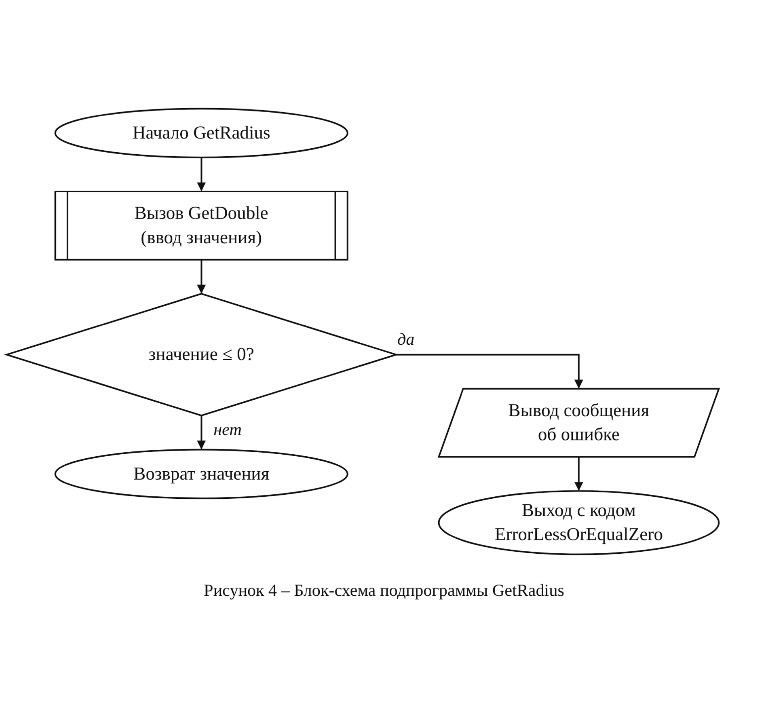 Начало GetRadius
Вызов GetDouble
(ввод значения)
значение ≤ 0?
да
нет
Вывод сообщения
об ошибке
Возврат значения
Выход с кодом
ErrorLessOrEqualZero
Рисунок 4 – Блок-схема подпрограммы GetRadius